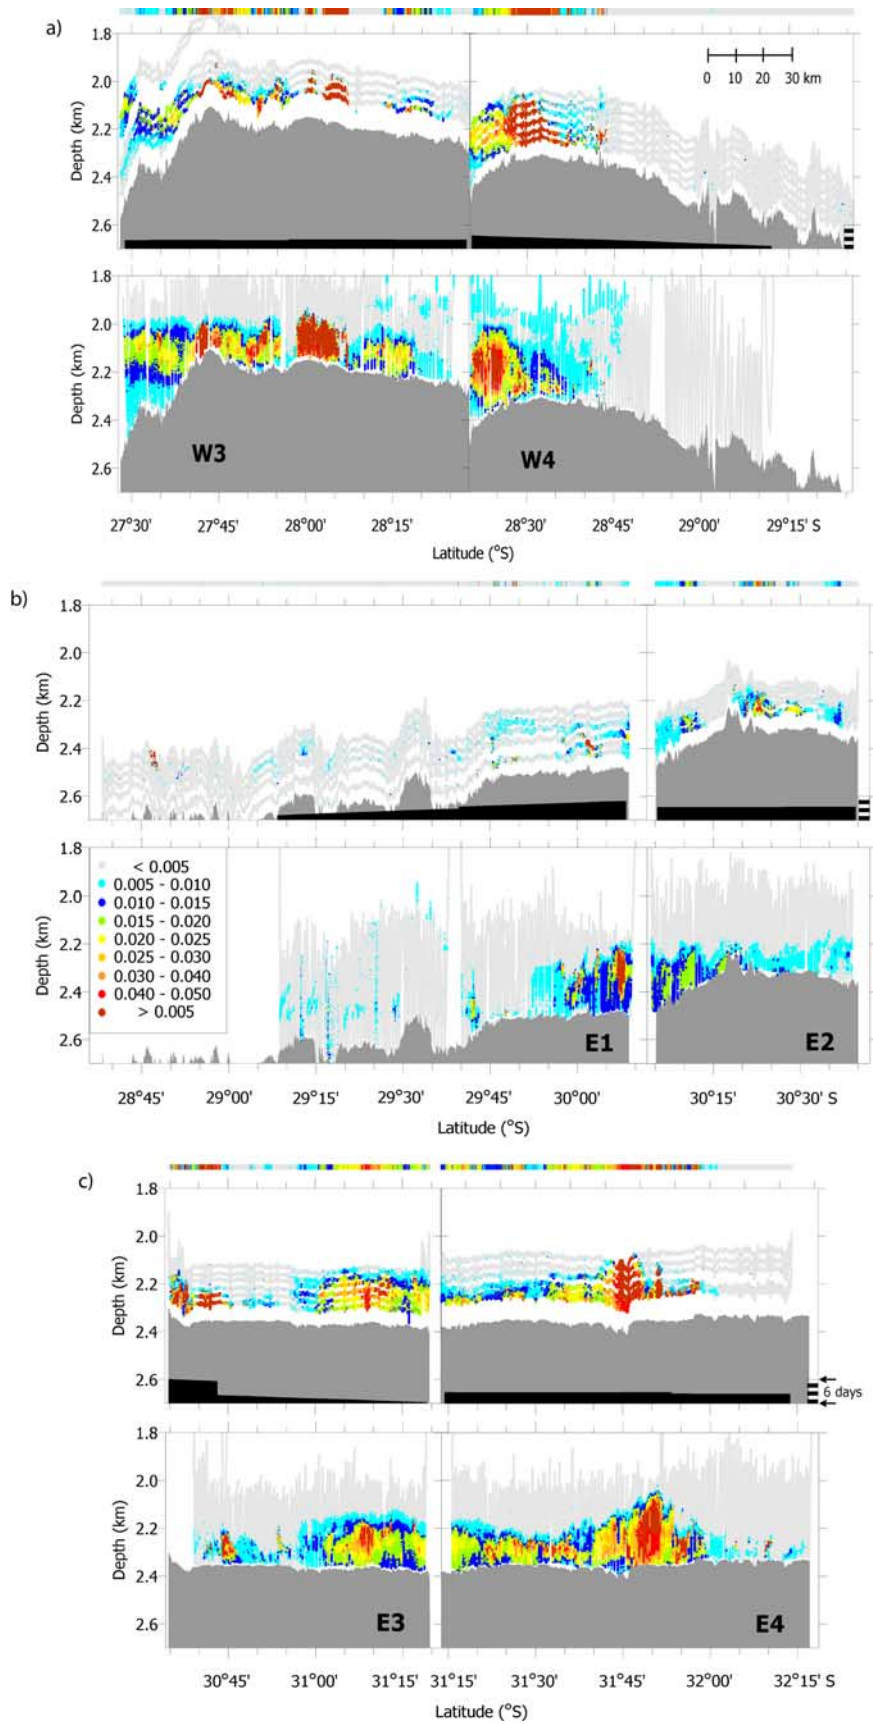 a)
1.8
2.0
2.2
2.4
2.6
Depth (km)
0 10 20 30 km
1.8
2.0
2.2
2.4
2.6
Depth (km)
W3
W4
27°30' 27°45' 28°00' 28°15' 28°30' 28°45' 29°00' 29°15' S
Latitude (°S)
b)
1.8
2.0
2.2
2.4
2.6
Depth (km)
1.8
2.0
2.2
2.4
2.6
Depth (km)
< 0.005
0.005 - 0.010
0.010 - 0.015
0.015 - 0.020
0.020 - 0.025
0.025 - 0.030
0.030 - 0.040
0.040 - 0.050
> 0.005
E1
E2
28°45' 29°00' 29°15' 29°30' 29°45' 30°00' 30°15' 30°30' S
Latitude (°S)
c)
1.8
2.0
2.2
2.4
2.6
Depth (km)
6 days
1.8
2.0
2.2
2.4
2.6
Depth (km)
E3
E4
30°45' 31°00' 31°15' 31°15' 31°30' 31°45' 32°00' 32°15' S
Latitude (°S)